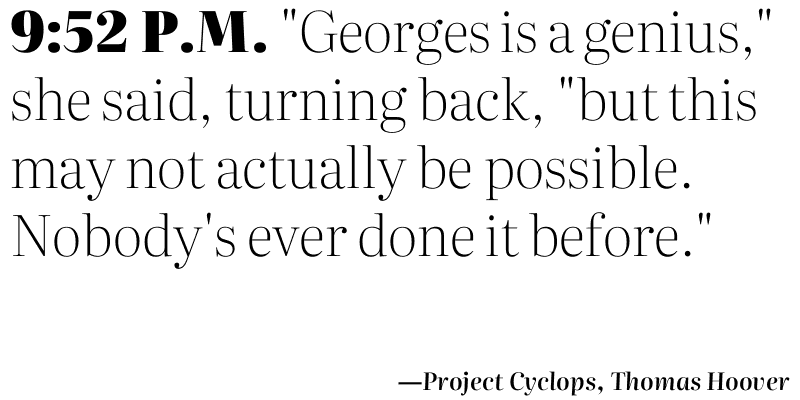 9:52 P.M. "Georges is a genius,"
she said, turning back, "but this
may not actually be possible.
Nobody's ever done it before."
—Project Cyclops, Thomas Hoover